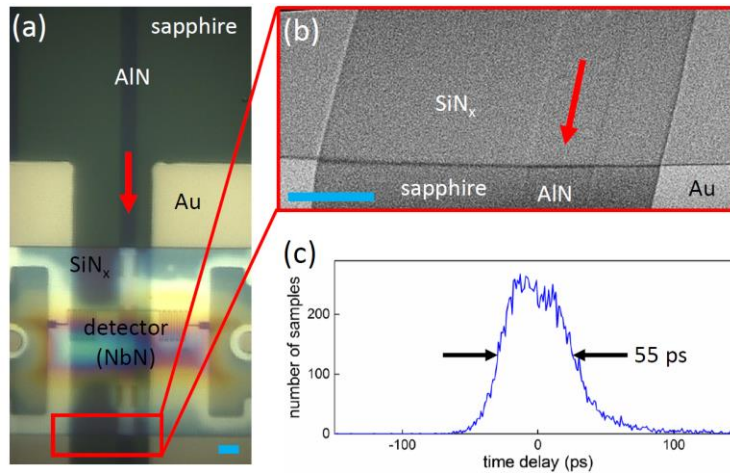 (a)
sapphire
AlN
Au
SiNx
detector
(NbN)
(b)
SiNx
sapphire
AlN
Au
(c)
number of samples
200
100
0
55 ps
-100
0
100
time delay (ps)